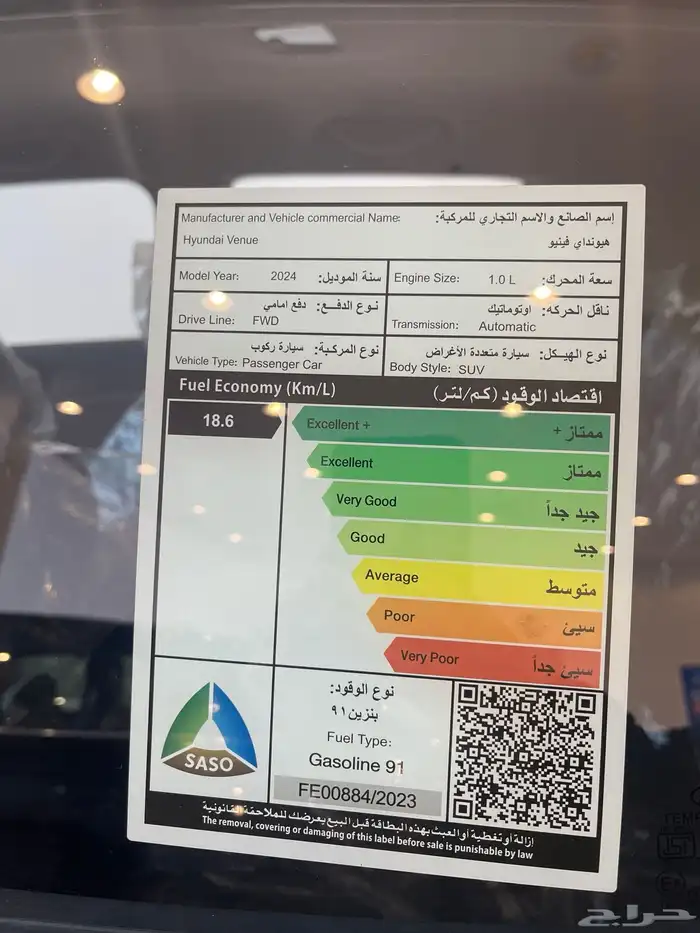 Manufacturer and Vehicle commercial Name: إسم الصانع والاسم التجاري للمركبة:
Hyundai Venue هيونداي فينيو
Model Year: 2024 سنة الموديل:
Engine Size: 1.0 L سعة المحرك:
نوع الدفع: دفع امامي
Drive Line: FWD
ناقل الحركة: اوتوماتيك
Transmission: Automatic
نوع المركبة: سيارة ركوب
Vehicle Type: Passenger Car
نوع الهيكل: سيارة متعددة الأغراض
Body Style: SUV
Fuel Economy (Km/L) اقتصاد الوقود (كم/لتر)
18.6
Excellent + ممتاز +
Excellent ممتاز
Very Good جيد جداً
Good جيد
Average متوسط
Poor سيئ
Very Poor سيئ جداً
SASO
نوع الوقود:
بنزين ٩١
Fuel Type:
Gasoline 91
FE00884/2023
إزالة أو تغطية أو العبث بهذه البطاقة قبل البيع يعرضك للملاحقة القانونية
The removal, covering or damaging of this label before sale is punishable by law
حراج